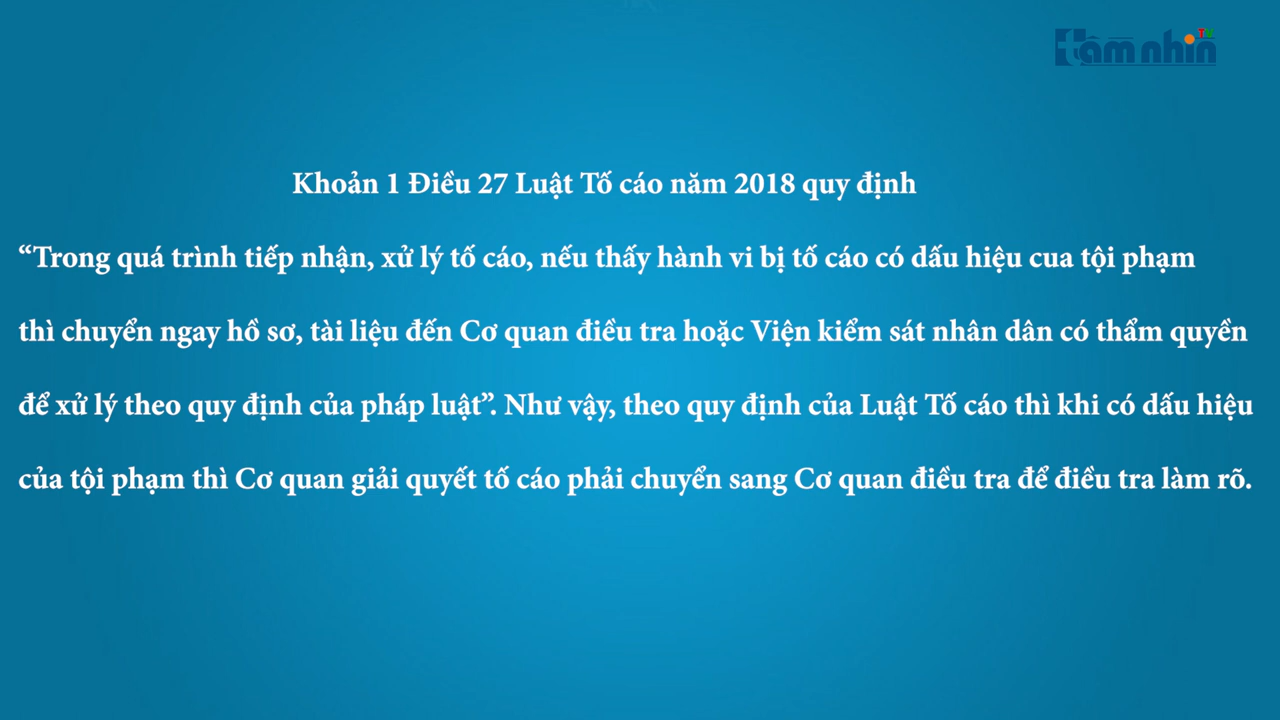 tầm nhìn TV
Khoản 1 Điều 27 Luật Tố cáo năm 2018 quy định
“Trong quá trình tiếp nhận, xử lý tố cáo, nếu thấy hành vi bị tố cáo có dấu hiệu cua tội phạm
thì chuyển ngay hồ sơ, tài liệu đến Cơ quan điều tra hoặc Viện kiểm sát nhân dân có thẩm quyền
để xử lý theo quy định của pháp luật”. Như vậy, theo quy định của Luật Tố cáo thì khi có dấu hiệu
của tội phạm thì Cơ quan giải quyết tố cáo phải chuyển sang Cơ quan điều tra để điều tra làm rõ.